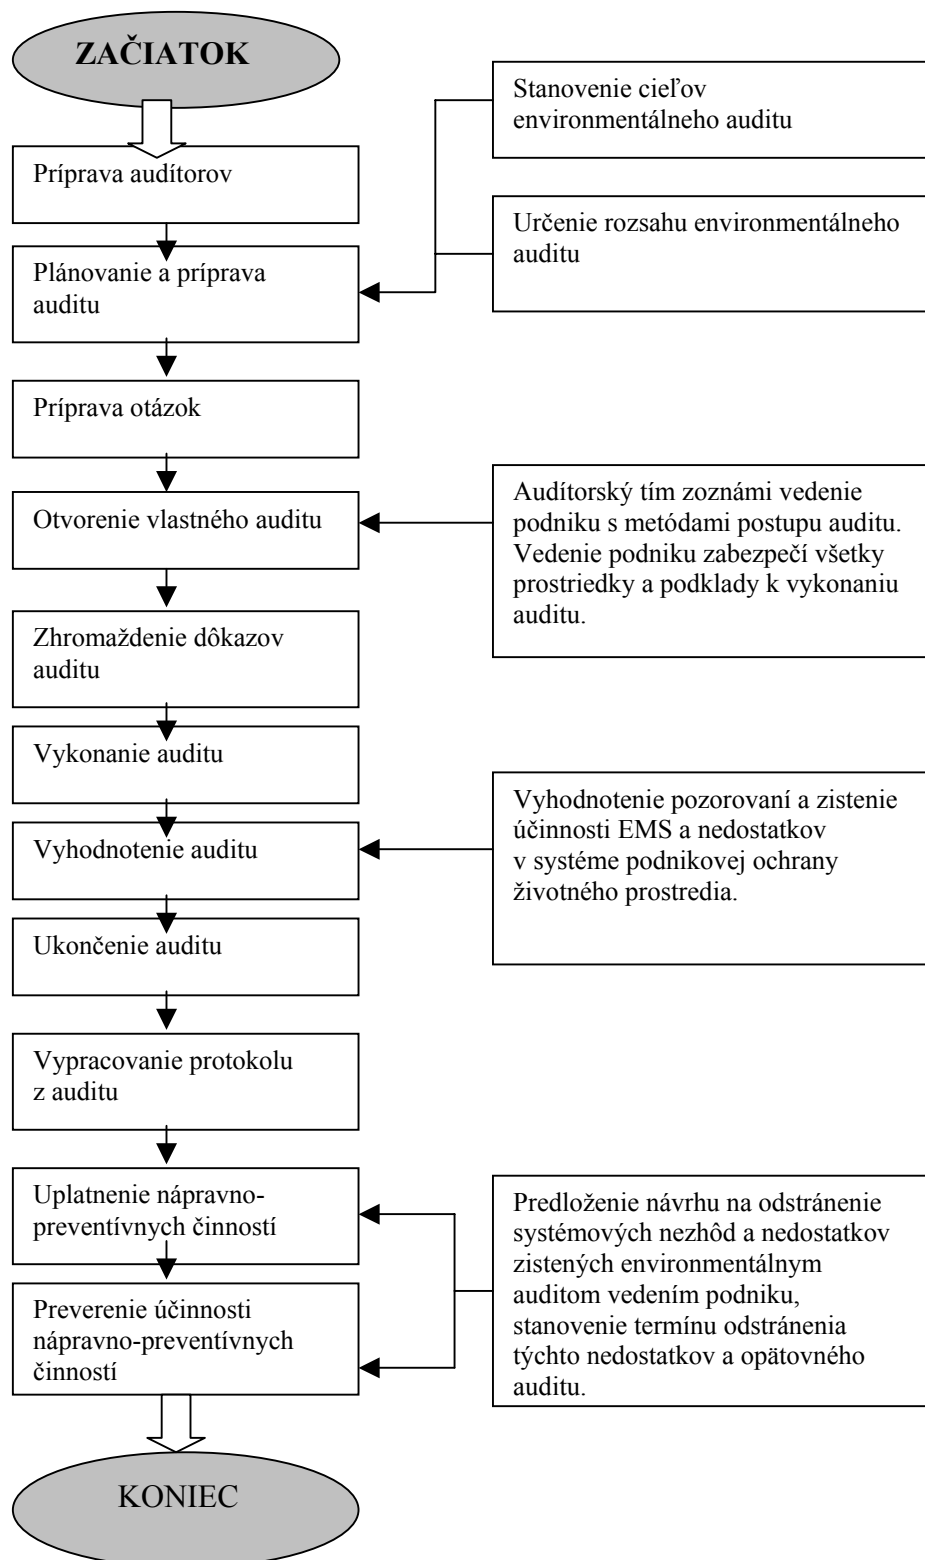 ZAČIATOK
Stanovenie cieľov
environmentálneho auditu
Príprava audítorov
Určenie rozsahu environmentálneho
auditu
Plánovanie a príprava
auditu
Príprava otázok
Otvorenie vlastného auditu
Audítorský tím zoznámi vedenie
podniku s metódami postupu auditu.
Vedenie podniku zabezpečí všetky
prostriedky a podklady k vykonaniu
auditu.
Zhromaždenie dôkazov
auditu
Vykonanie auditu
Vyhodnotenie auditu
Vyhodnotenie pozorovaní a zistenie
účinnosti EMS a nedostatkov
v systéme podnikovej ochrany
životného prostredia.
Ukončenie auditu
Vypracovanie protokolu
z auditu
Uplatnenie nápravno-
preventívnych činností
Predloženie návrhu na odstránenie
systémových nezhôd a nedostatkov
zistených environmentálnym
auditom vedením podniku,
stanovenie termínu odstránenia
týchto nedostatkov a opätovného
auditu.
Preverenie účinnosti
nápravno-preventívnych
činností
KONIEC